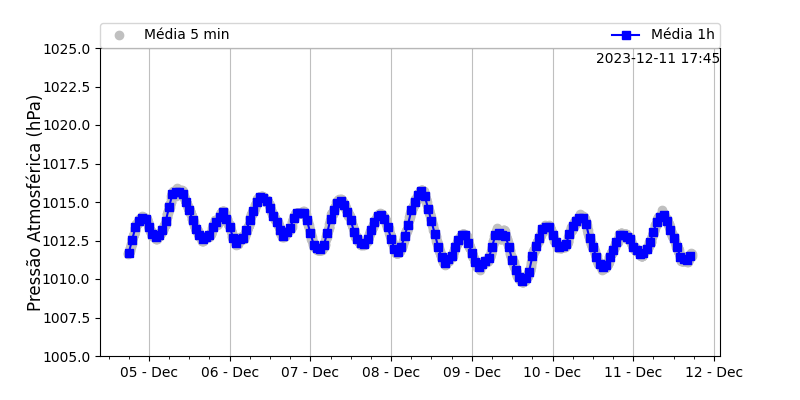 Média 5 min
Média 1h
2023-12-11 17:45
Pressão Atmosférica (hPa)
1025.0
1022.5
1020.0
1017.5
1015.0
1012.5
1010.0
1007.5
1005.0
05 - Dec
06 - Dec
07 - Dec
08 - Dec
09 - Dec
10 - Dec
11 - Dec
12 - Dec